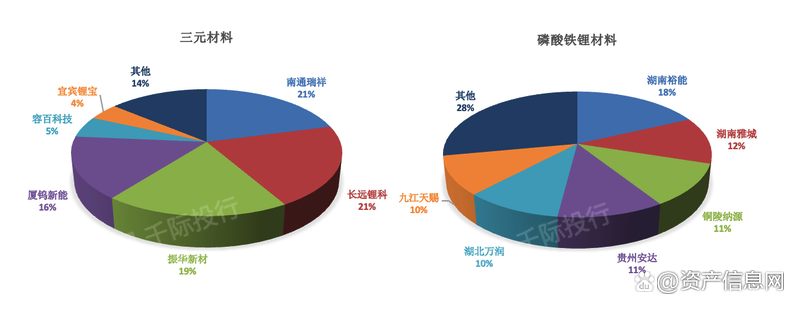 三元材料
南通瑞祥
21%
长远锂科
21%
振华新材
19%
厦钨新能
16%
容百科技
5%
宜宾锂宝
4%
其他
14%
千际投行
磷酸铁锂材料
湖南裕能
18%
湖南雅城
12%
铜陵纳源
11%
贵州安达
11%
湖北万润
10%
九江天赐
10%
其他
28%
千际投行
@资产信息网